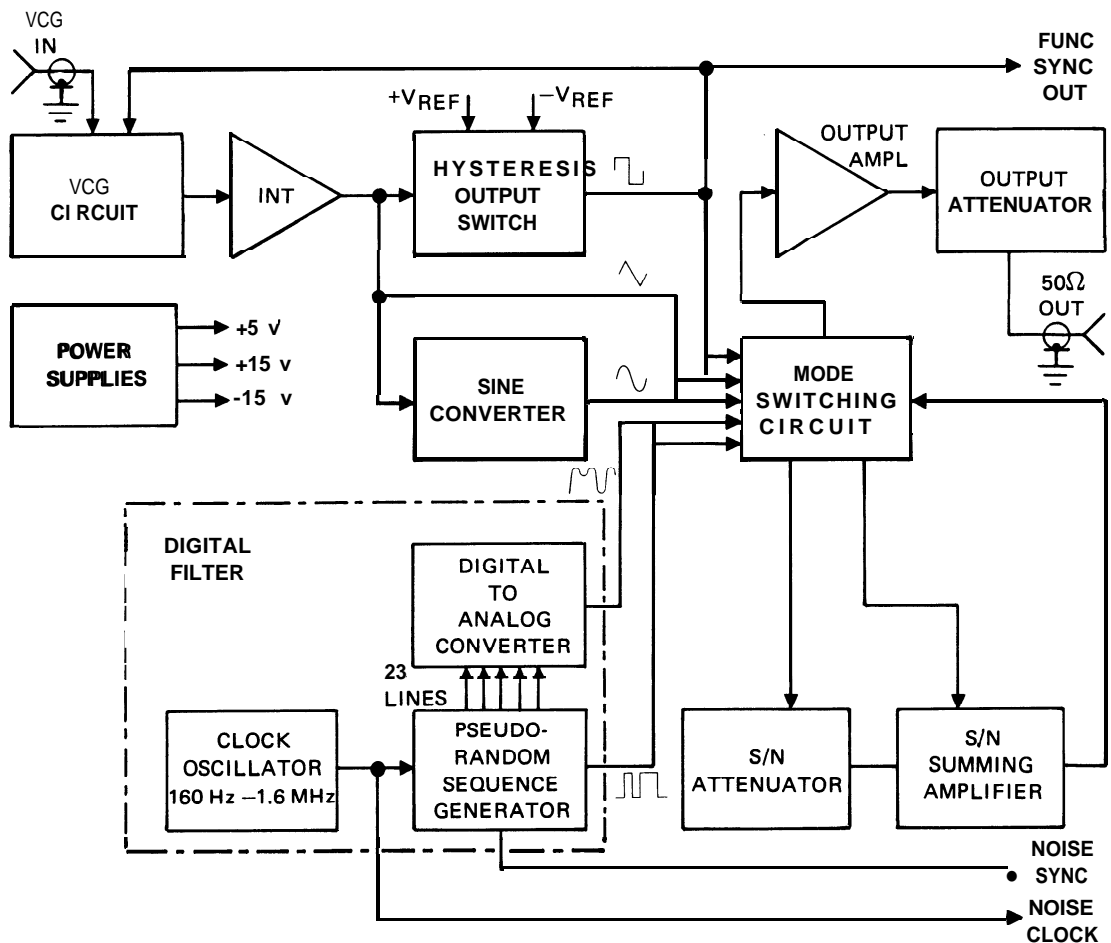 VCG
IN
FUNC
SYNC
OUT
+VREF
−VREF
VCG
CIRCUIT
INT
HYSTERESIS
OUTPUT
SWITCH
OUTPUT
AMPL
OUTPUT
ATTENUATOR
50Ω
OUT
POWER
SUPPLIES
+5 v
+15 v
-15 v
SINE
CONVERTER
MODE
SWITCHING
CIRCUIT
DIGITAL
FILTER
DIGITAL
TO
ANALOG
CONVERTER
23
LINES
CLOCK
OSCILLATOR
160 Hz −1.6 MHz
PSEUDO-
RANDOM
SEQUENCE
GENERATOR
S/N
ATTENUATOR
S/N
SUMMING
AMPLIFIER
NOISE
SYNC
NOISE
CLOCK